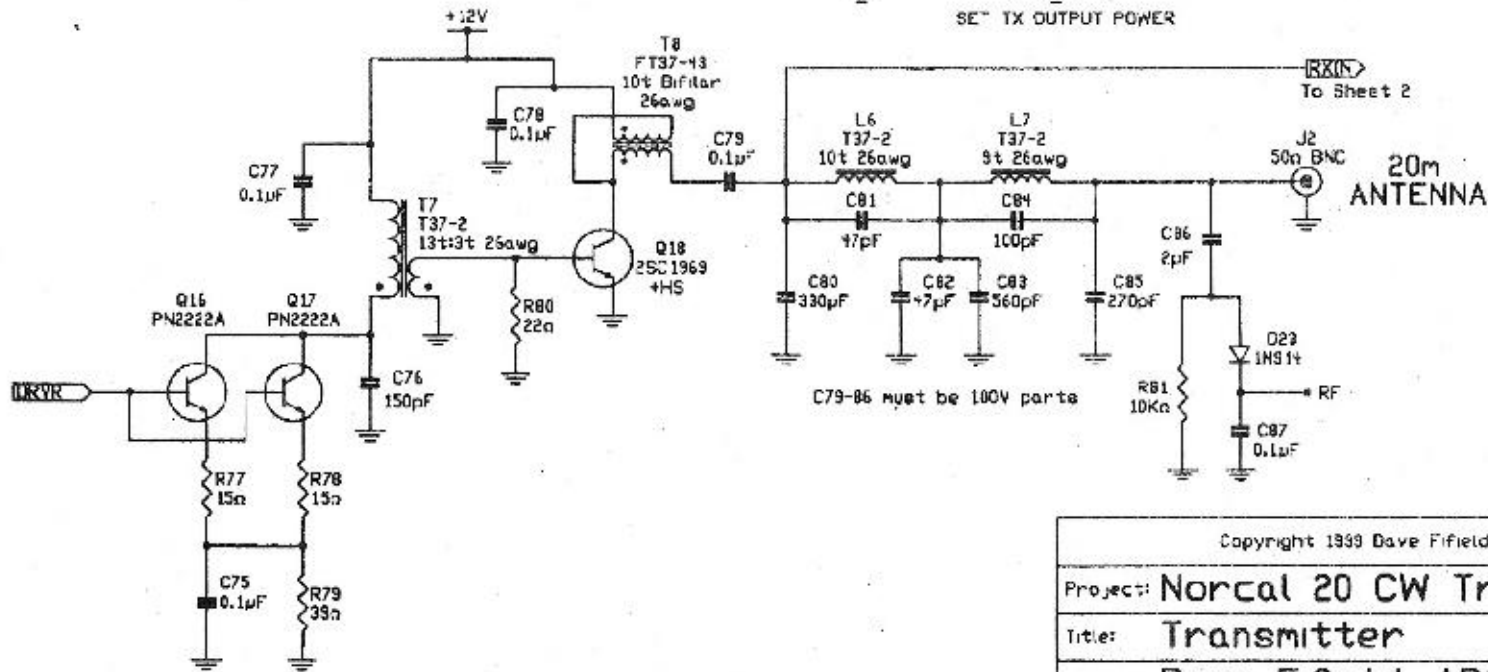 SET TX OUTPUT POWER
+12V
T8
FT37-43
10t Bifilar
26awg
RXIN
To Sheet 2
C78
0.1µF
C79
0.1µF
L6
T37-2
10t 26awg
L7
T37-2
9t 26awg
J2
50Ω BNC
20m
ANTENNA
C77
0.1µF
T7
T37-2
13t:3t 26awg
C81
47pF
C84
100pF
C86
2pF
Q18
2SC1969
+HS
R80
22Ω
C80
330pF
C82
47pF
C83
560pF
C85
270pF
Q16
PN2222A
Q17
PN2222A
D23
1N914
C76
150pF
C79-86 must be 100V parts
R81
10KΩ
RF
C87
0.1µF
DRVR
R77
15Ω
R78
15Ω
C75
0.1µF
R79
39Ω
Copyright 1999 Dave Fifield
Project: Norcal 20 CW Tr
Title: Transmitter